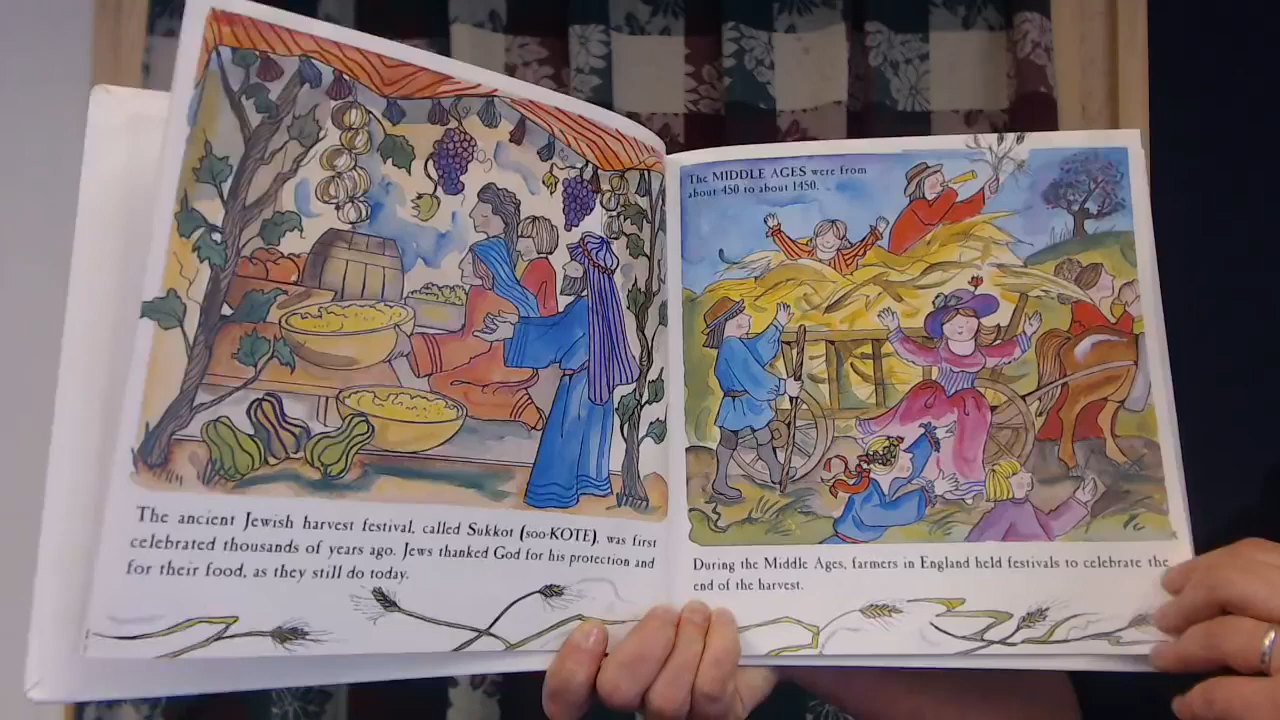 The ancient Jewish harvest festival, called Sukkot (soo-KOTE), was first
celebrated thousands of years ago. Jews thanked God for his protection and
for their food, as they still do today.
The MIDDLE AGES were from
about 450 to about 1450.
During the Middle Ages, farmers in England held festivals to celebrate the
end of the harvest.